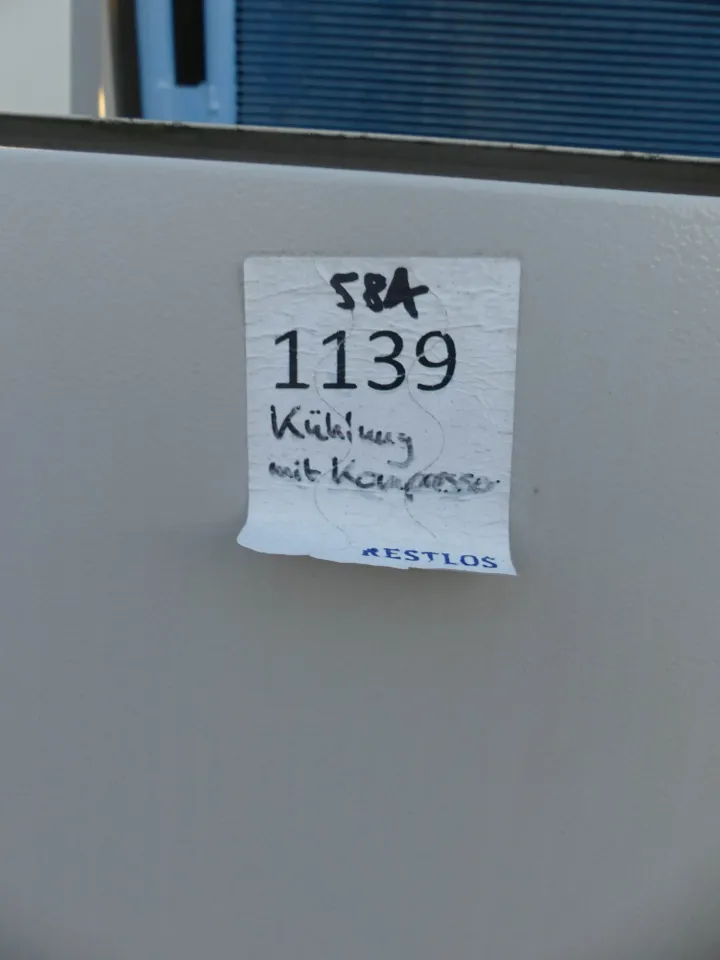 58A
1139
Kühlung
mit Kompressor
RESTLOS